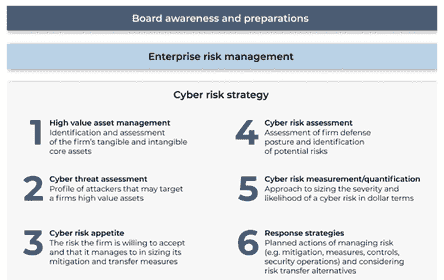 Board awareness and preparations
Enterprise risk management
Cyber risk strategy
1
High value asset management
Identification and assessment
of the firm's tangible and intangible
core assets
2
Cyber threat assessment
Profile of attackers that may target
a firms high value assets
3
Cyber risk appetite
The risk the firm is willing to accept
and that it manages to in sizing its
mitigation and transfer measures
4
Cyber risk assessment
Assessment of firm defense
posture and identification
of potential risks
5
Cyber risk measurement/quantification
Approach to sizing the severity and
likelihood of a cyber risk in dollar terms
6
Response strategies
Planned actions of managing risk
(e.g. mitigation, measures, controls,
security operations) and considering
risk transfer alternatives